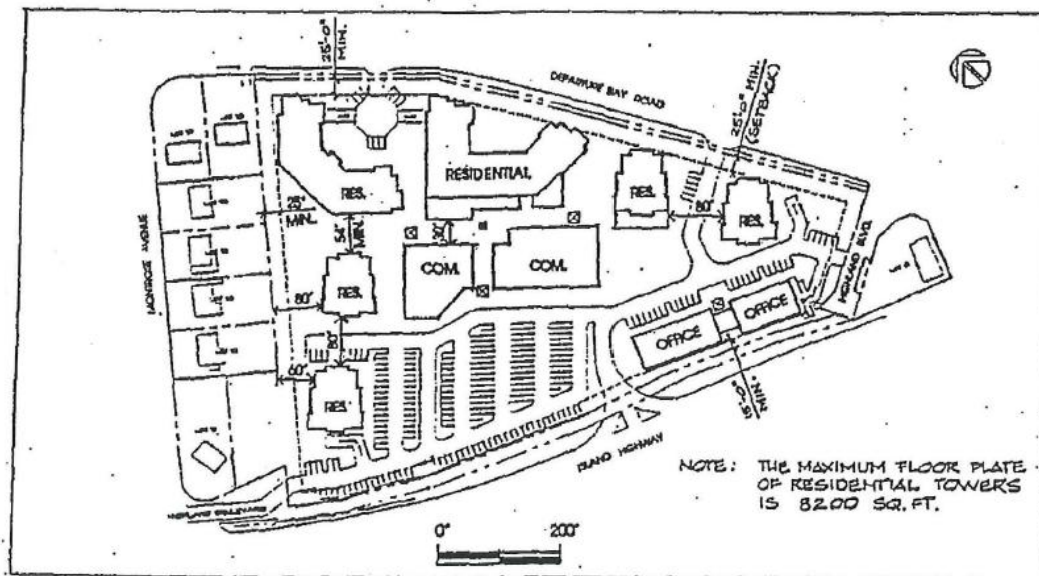 25'-0"
MIN.
DEPARTURE BAY ROAD
25'-0" MIN.
(SETBACK)
RESIDENTIAL
RES.
RES.
80'
RES.
25'
MIN.
54'
MIN.
30'
MONTROSE AVENUE
COM.
COM.
HIGHLAND BLVD.
RES.
80'
OFFICE
OFFICE
80'
60'
RES.
15'-0"
MIN.
ISLAND HIGHWAY
NOTE: THE MAXIMUM FLOOR PLATE
OF RESIDENTIAL TOWERS
IS 8200 SQ. FT.
0'
200'